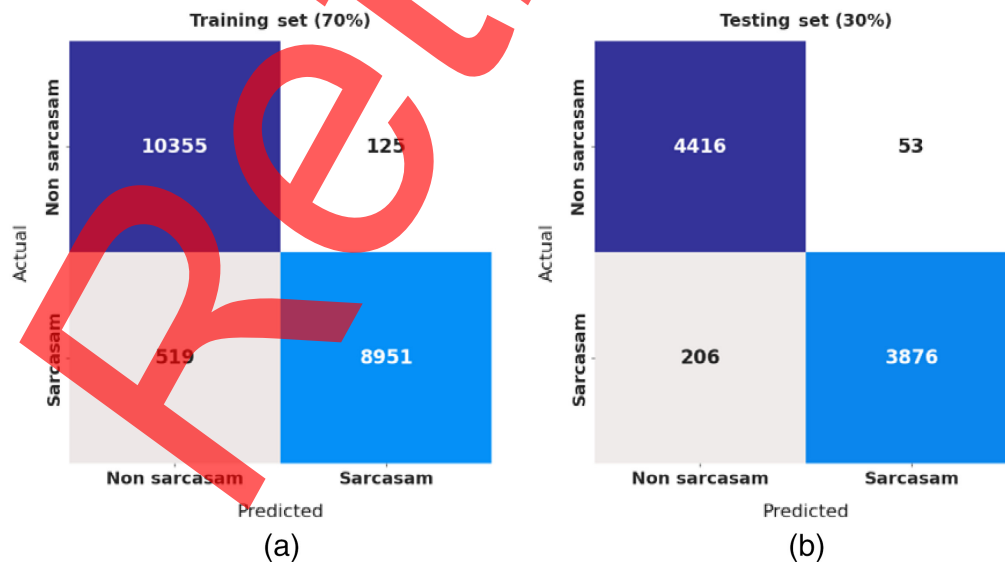 Training set (70%)
Testing set (30%)
Non sarcasam
10355
125
Non sarcasam
4416
53
Actual
Actual
Sarcasam
519
8951
Sarcasam
206
3876
Non sarcasam
Sarcasam
Non sarcasam
Sarcasam
Predicted
Predicted
(a)
(b)
Ret